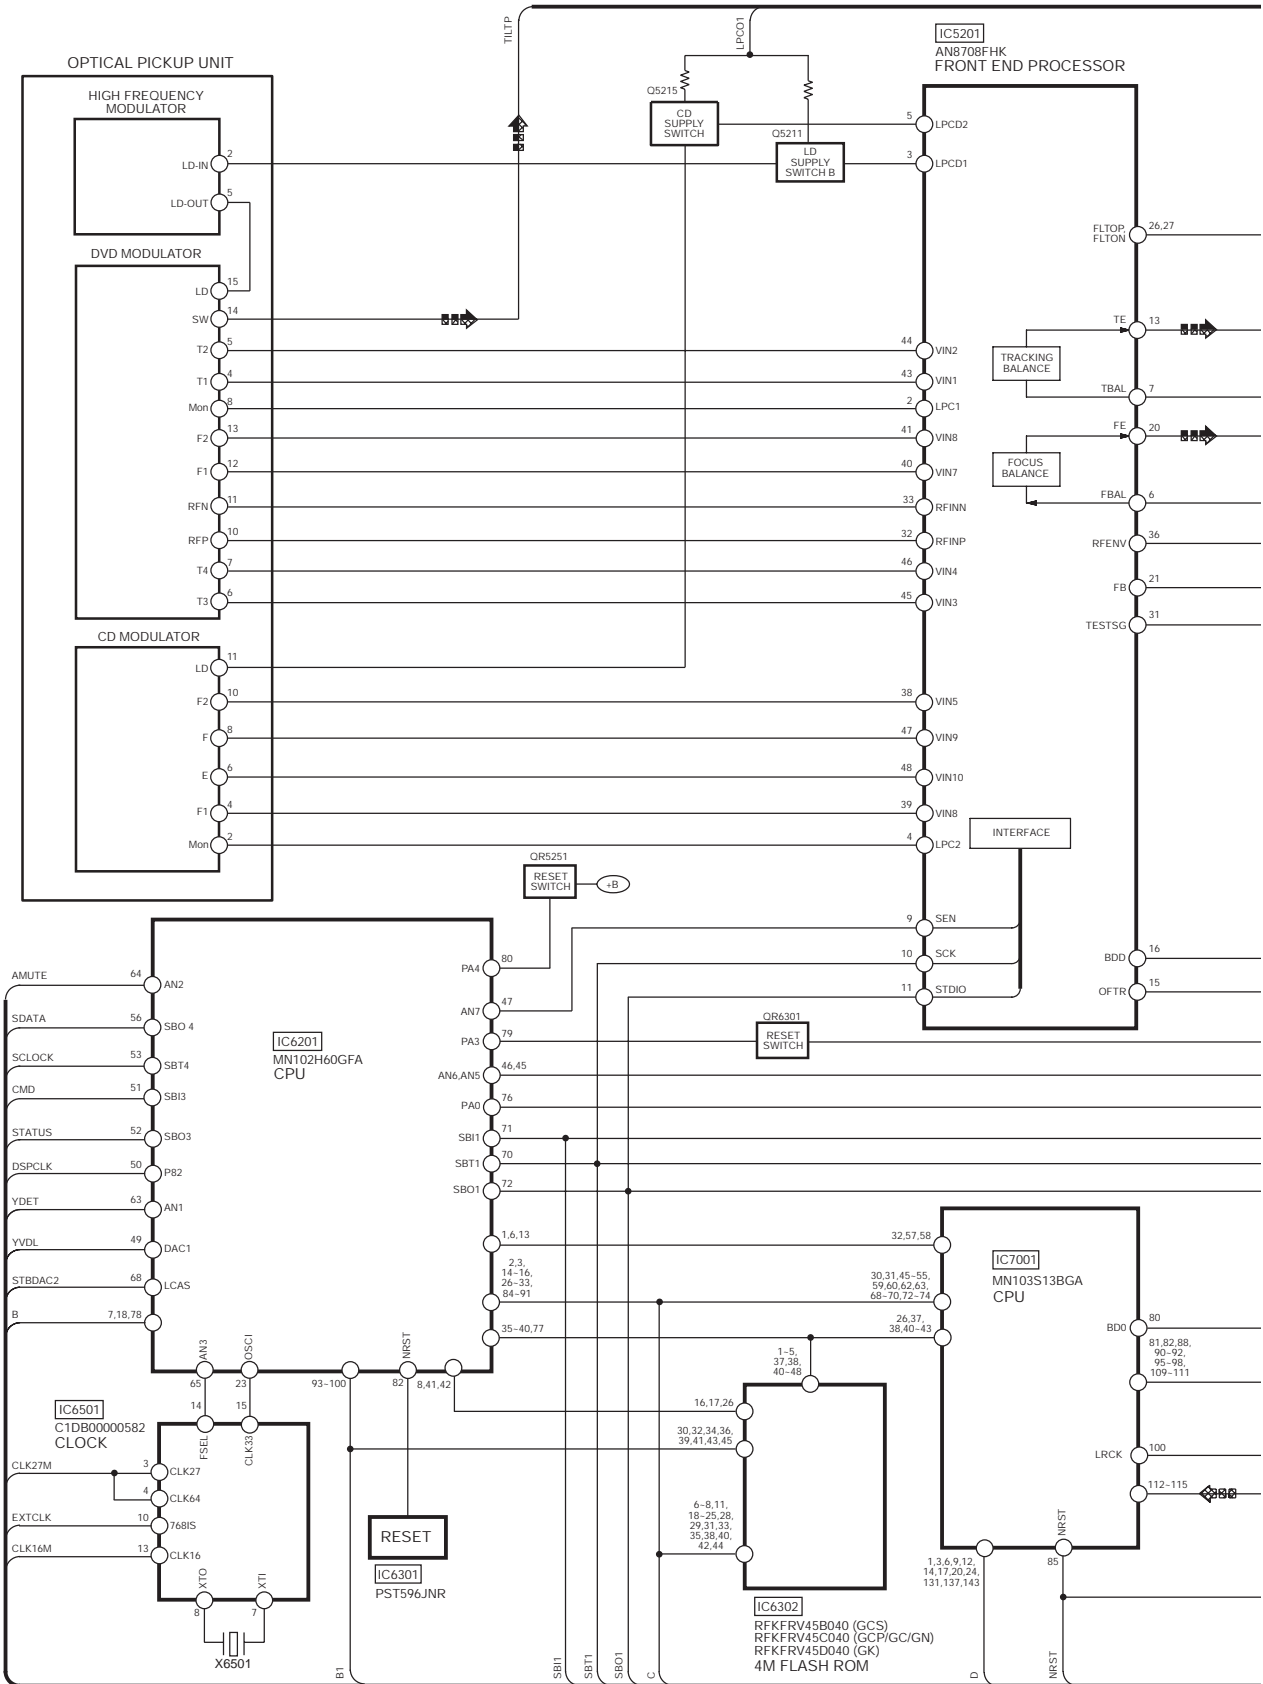 TILTP
LPCO1
IC5201
AN8708FHK
FRONT END PROCESSOR
OPTICAL PICKUP UNIT
HIGH FREQUENCY
MODULATOR
2
LD-IN
5
LD-OUT
Q5215
CD
SUPPLY
SWITCH
Q5211
LD
SUPPLY
SWITCH B
5
LPCD2
3
LPCD1
FLTOP,
FLTON
26,27
DVD MODULATOR
LD
15
SW
14
T2
5
T1
4
Mon
8
F2
13
F1
12
RFN
11
RFP
10
T4
7
T3
6
44
VIN2
43
VIN1
2
LPC1
41
VIN8
40
VIN7
33
RFINN
32
RFINP
46
VIN4
45
VIN3
TE
13
TRACKING
BALANCE
TBAL
7
FE
20
FOCUS
BALANCE
FBAL
6
RFENV
36
FB
21
TESTSG
31
CD MODULATOR
LD
11
F2
10
F
8
E
6
F1
4
Mon
2
38
VIN5
47
VIN9
48
VIN10
39
VIN8
4
LPC2
INTERFACE
QR5251
RESET
SWITCH
+B
9
SEN
10
SCK
11
STDIO
BDD
16
OFTR
15
QR6301
RESET
SWITCH
AMUTE
64
AN2
SDATA
56
SBO 4
SCLOCK
53
SBT4
CMD
51
SBI3
STATUS
52
SBO3
DSPCLK
50
P82
YDET
63
AN1
YVDL
49
DAC1
STBDAC2
68
LCAS
B
7,18,78
IC6201
MN102H60GFA
CPU
PA4
80
AN7
47
PA3
79
AN6,AN5
46,45
PA0
76
SBI1
71
SBT1
70
SBO1
72
1,6,13
2,3,
14~16,
26~33,
84~91
35~40,77
AN3
65
OSCI
23
93~100
NRST
82
8,41,42
32,57,58
30,31,45~55,
59,60,62,63,
68~70,72~74
26,37,
38,40~43
IC7001
MN103S13BGA
CPU
BD0
80
81,82,88,
90~92,
95~98,
109~111
LRCK
100
112~115
NRST
85
1,3,6,9,12,
14,17,20,24,
131,137,143
IC6501
C1DB00000582
CLOCK
14
FSEL
15
CLK33
CLK27M
3
CLK27
4
CLK64
EXTCLK
10
768IS
CLK16M
13
CLK16
XTO
8
XTI
7
X6501
RESET
IC6301
PST596JNR
1~5,
37,38,
40~48
16,17,26
30,32,34,36,
39,41,43,45
6~8,11,
18~25,28,
29,31,33,
35,38,40,
42,44
IC6302
RFKFRV45B040 (GCS)
RFKFRV45C040 (GCP/GC/GN)
RFKFRV45D040 (GK)
4M FLASH ROM
B1
SBI1
SBT1
SBO1
C
D
NRST